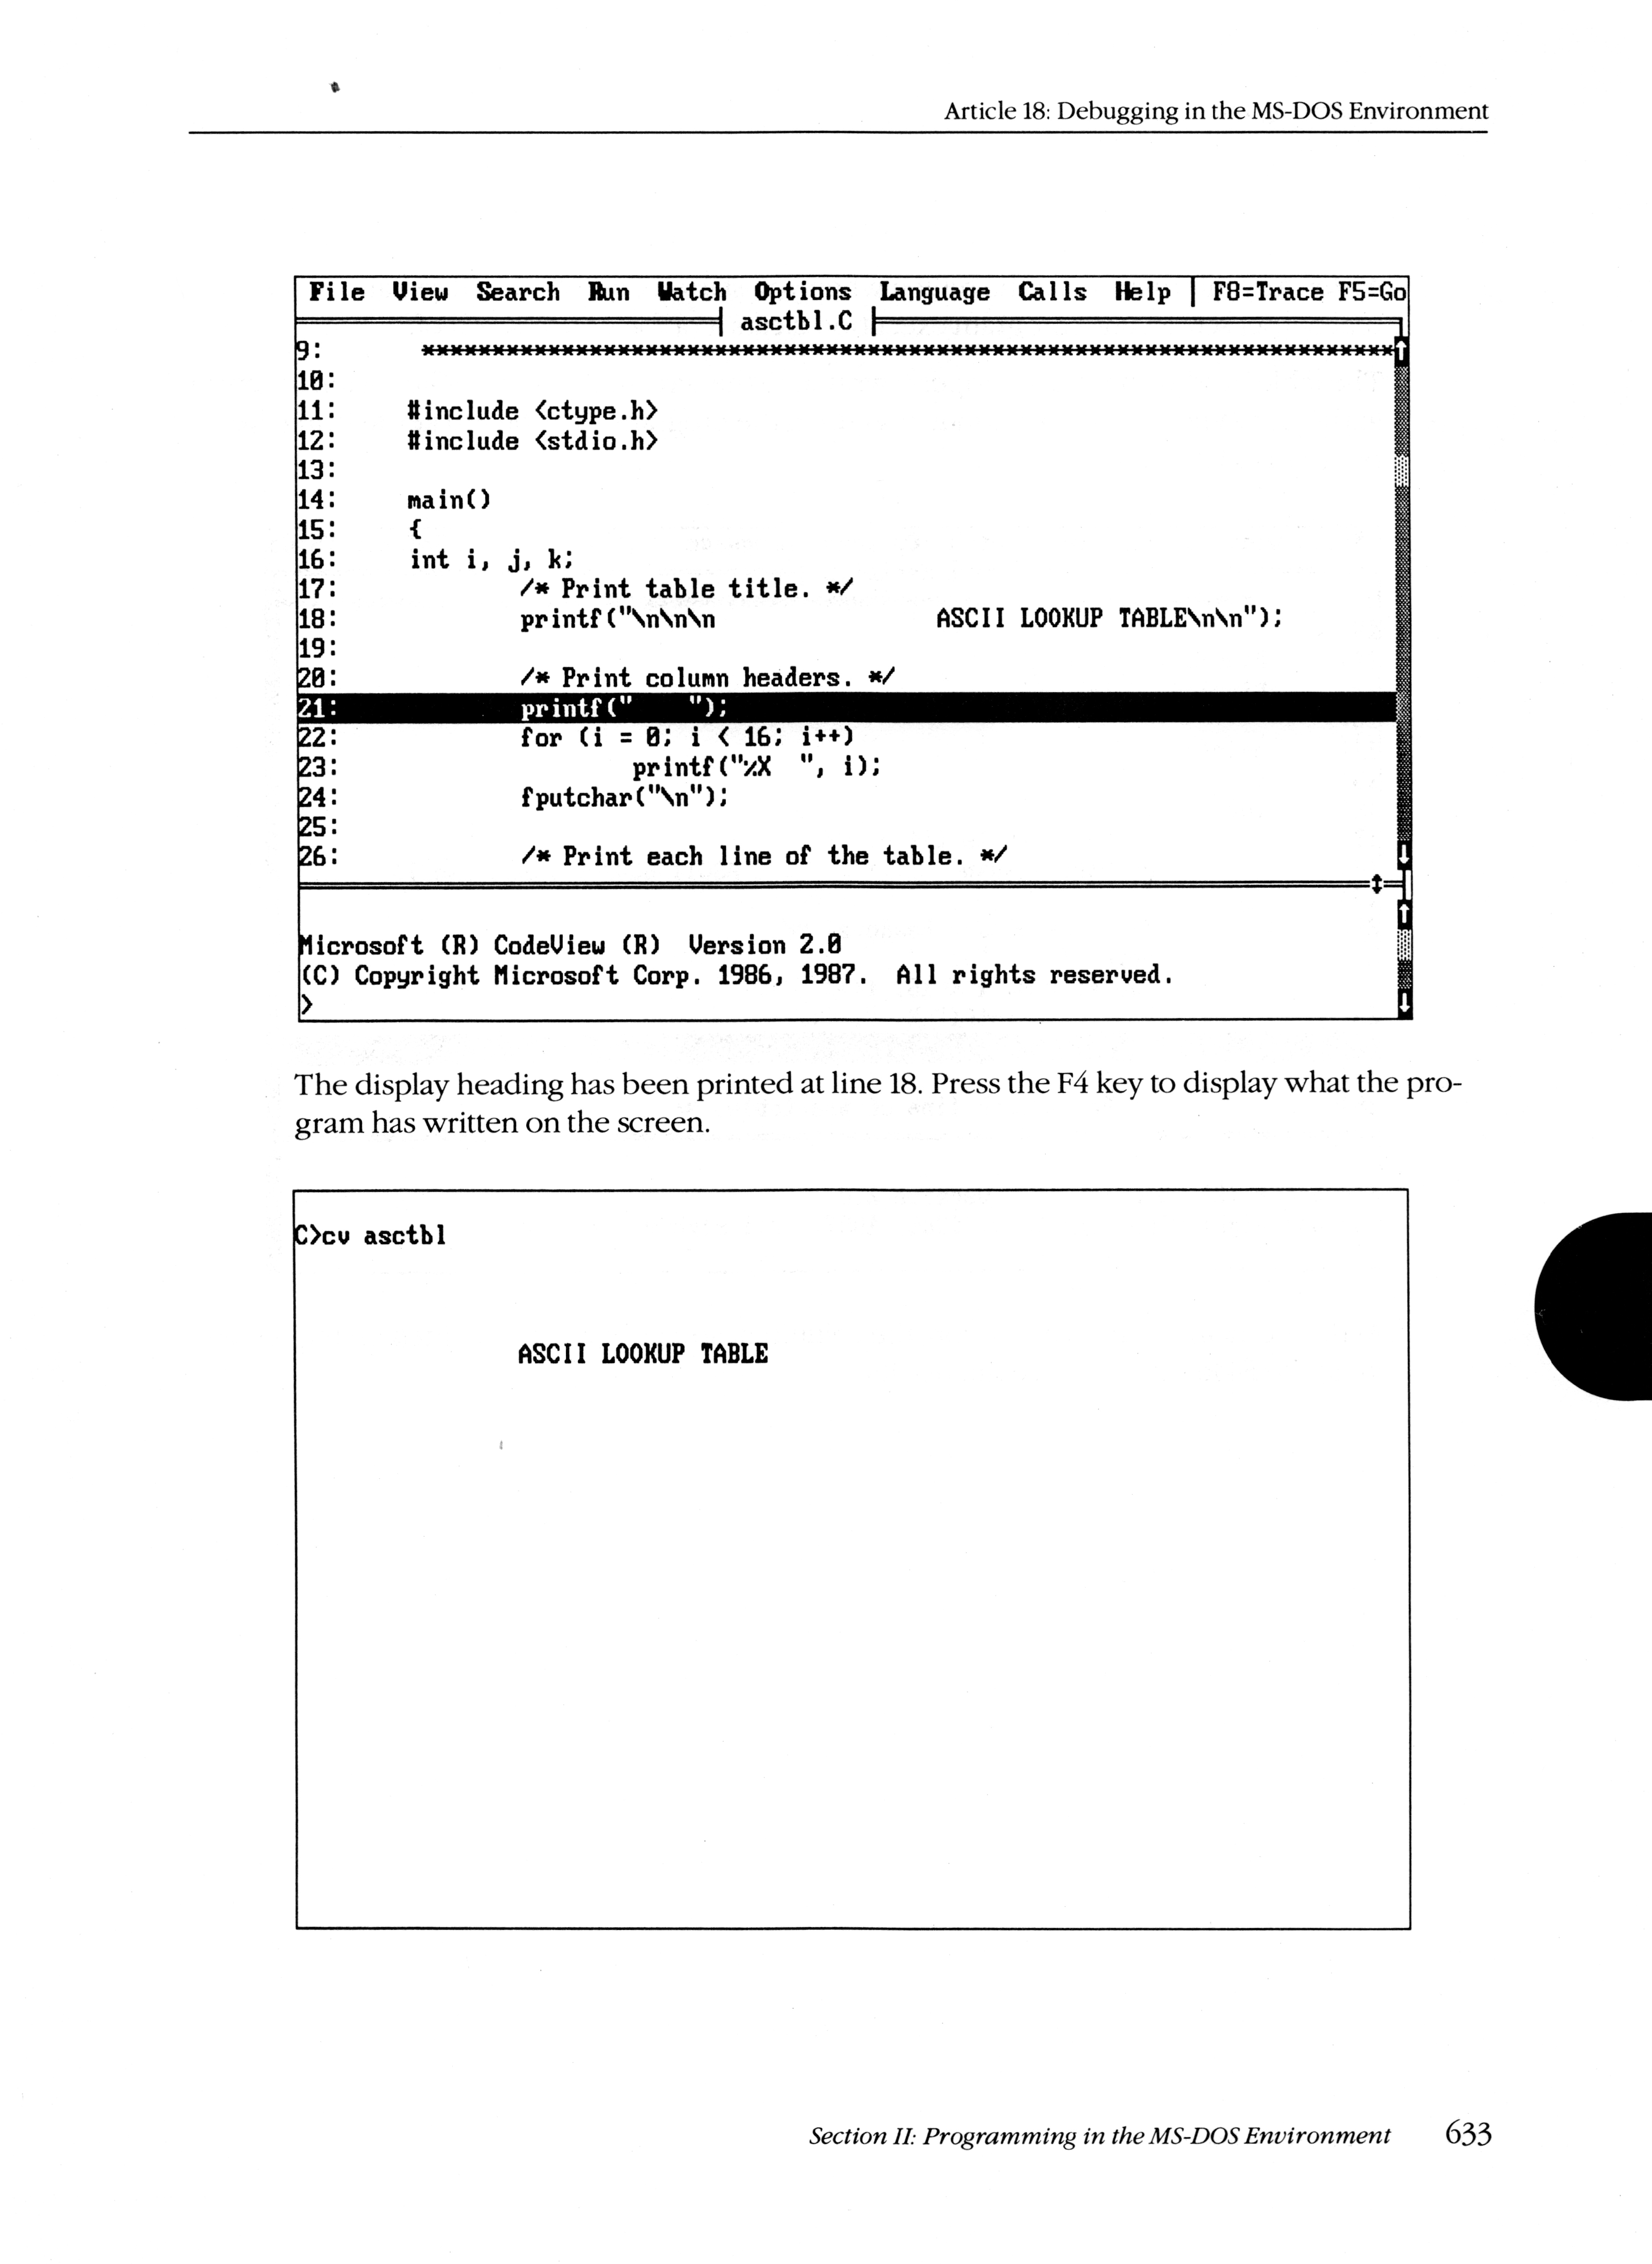 Article 18: Debugging in the MS-DOS Environment
File  View  Search  Run  Watch  Options  Language  Calls  Help | F8=Trace F5=Go
asctbl.C
9:      **********************************************************************
10:
11:     #include <ctype.h>
12:     #include <stdio.h>
13:
14:     main()
15:     {
16:     int i, j, k;
17:             /* Print table title. */
18:             printf("\n\n\n                ASCII LOOKUP TABLE\n\n");
19:
20:             /* Print column headers. */
21:             printf("    ");
22:             for (i = 0; i < 16; i++)
23:                     printf("%X  ", i);
24:             fputchar("\n");
25:
26:             /* Print each line of the table. */
Microsoft (R) CodeView (R)  Version 2.0
(C) Copyright Microsoft Corp. 1986, 1987.  All rights reserved.
>
The display heading has been printed at line 18. Press the F4 key to display what the pro-
gram has written on the screen.
C>cv asctbl
ASCII LOOKUP TABLE
Section II: Programming in the MS-DOS Environment    633